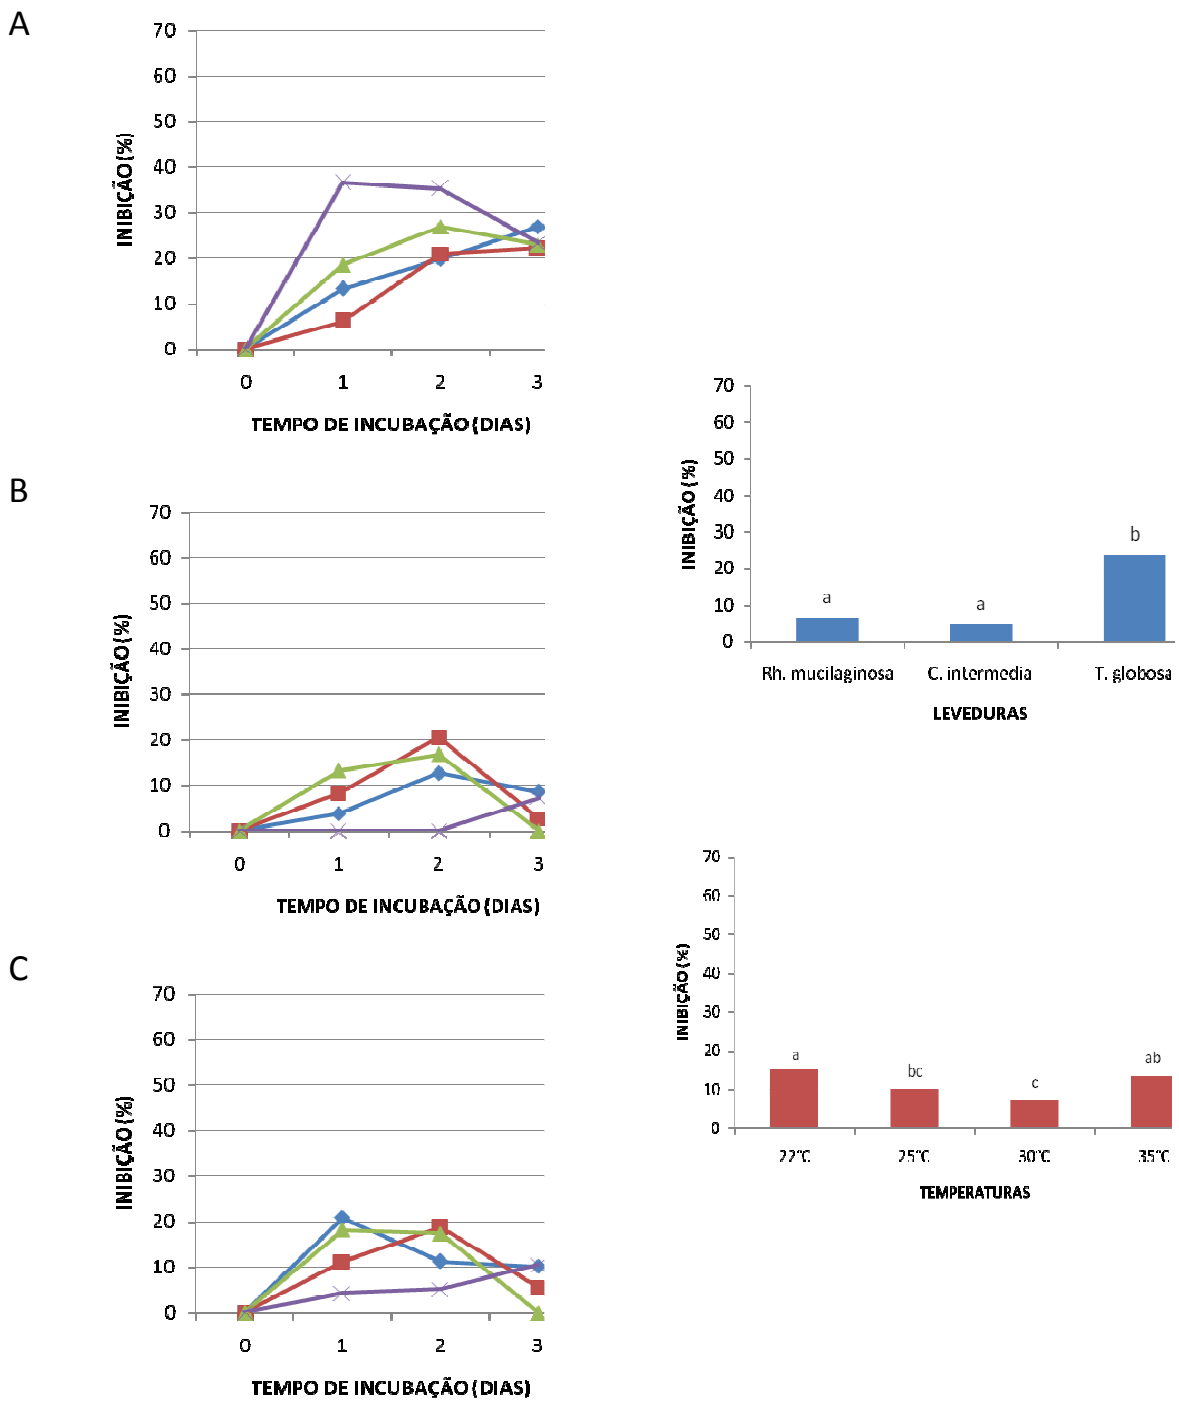 A
70
60
50
40
30
20
10
0
INIBIÇÃO (%)
0 1 2 3
TEMPO DE INCUBAÇÃO (DIAS)
B
70
60
50
40
30
20
10
0
INIBIÇÃO (%)
0 1 2 3
TEMPO DE INCUBAÇÃO (DIAS)
C
70
60
50
40
30
20
10
0
INIBIÇÃO (%)
0 1 2 3
TEMPO DE INCUBAÇÃO (DIAS)
70
60
50
40
30
20
10
0
INIBIÇÃO (%)
a a b
Rh. mucilaginosa C. intermedia T. globosa
LEVEDURAS
70
60
50
40
30
20
10
0
INIBIÇÃO (%)
a bc c ab
22°C 25°C 30°C 35°C
TEMPERATURAS